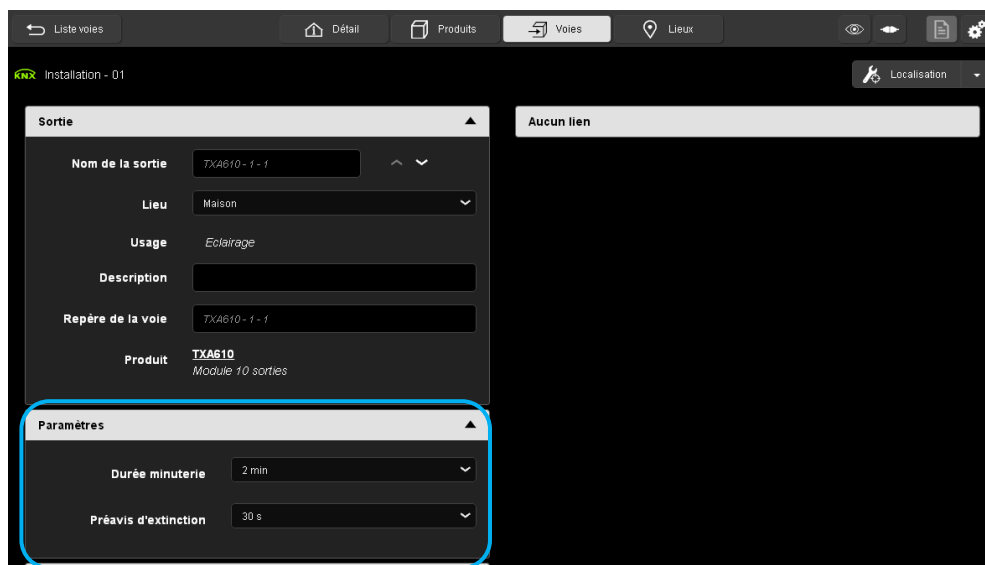 Liste voies
Détail
Produits
Voies
Lieux
KNX Installation - 01
Localisation
Sortie
Nom de la sortie TXA610 - 1 - 1
Lieu Maison
Usage Eclairage
Description
Repère de la voie TXA610 - 1 - 1
Produit TXA610
Module 10 sorties
Paramètres
Durée minuterie 2 min
Préavis d'extinction 30 s
Aucun lien